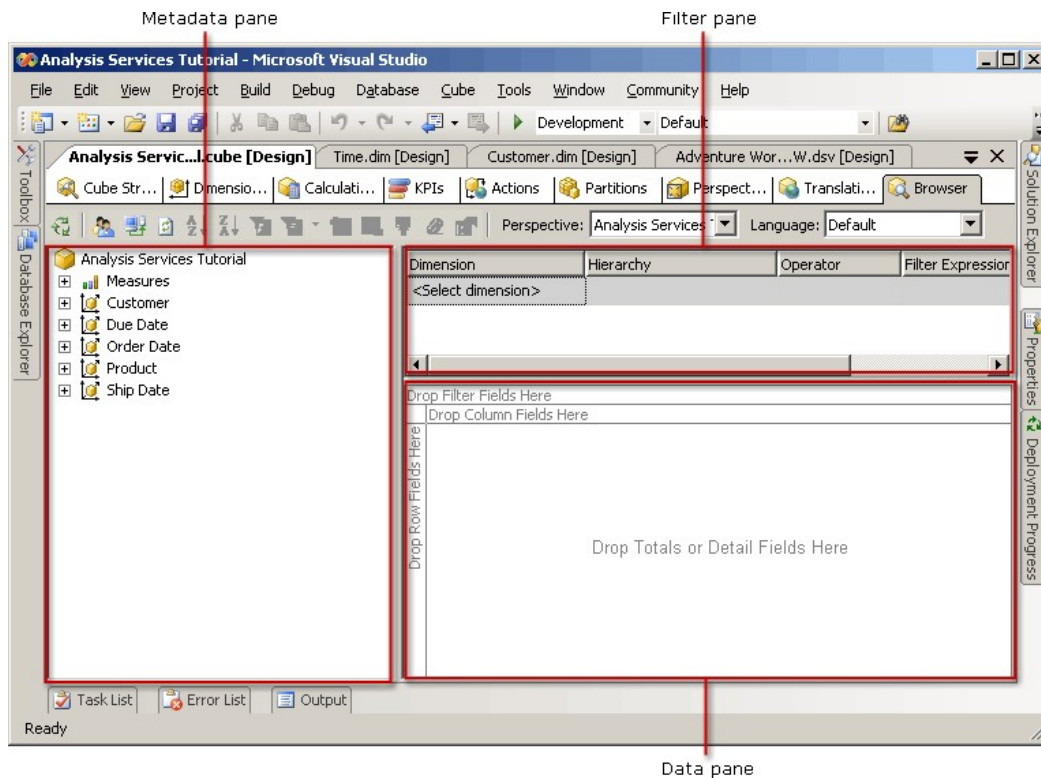 Metadata pane
Filter pane
Analysis Services Tutorial - Microsoft Visual Studio
File Edit View Project Build Debug Database Cube Tools Window Community Help
Development Default
Analysis Servic...l.cube [Design] Time.dim [Design] Customer.dim [Design] Adventure Wor...W.dsv [Design]
Cube Str... Dimensio... Calculati... KPIs Actions Partitions Perspect... Translati... Browser
Perspective: Analysis Services Language: Default
Toolbox
Database Explorer
Analysis Services Tutorial
Measures
Customer
Due Date
Order Date
Product
Ship Date
Dimension Hierarchy Operator Filter Expression
<Select dimension>
Drop Filter Fields Here
Drop Column Fields Here
Drop Row Fields Here
Drop Totals or Detail Fields Here
Solution Explorer
Properties
Deployment Progress
Task List Error List Output
Ready
Data pane